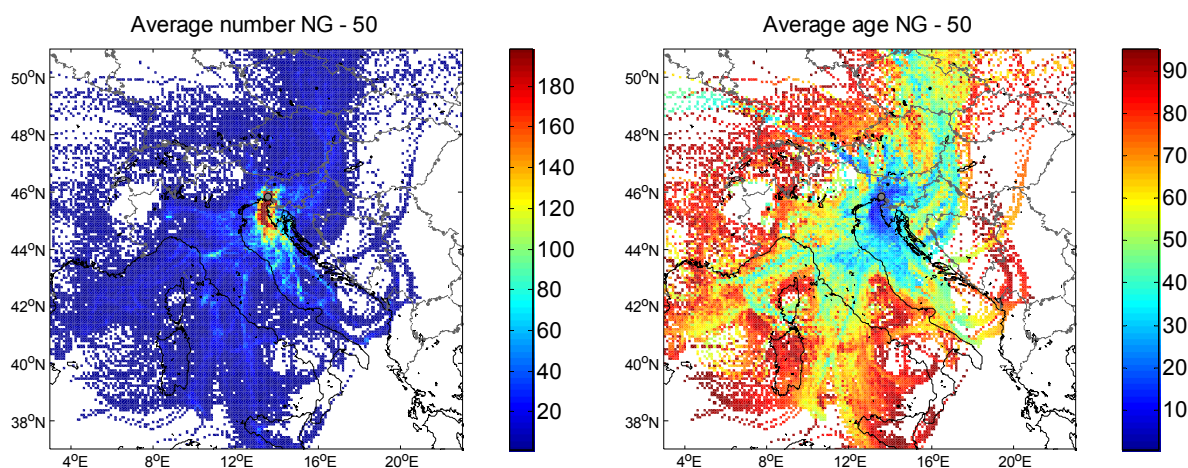 Average number NG - 50
50°N
48°N
46°N
44°N
42°N
40°N
38°N
4°E 8°E 12°E 16°E 20°E
180
160
140
120
100
80
60
40
20
Average age NG - 50
50°N
48°N
46°N
44°N
42°N
40°N
38°N
4°E 8°E 12°E 16°E 20°E
90
80
70
60
50
40
30
20
10